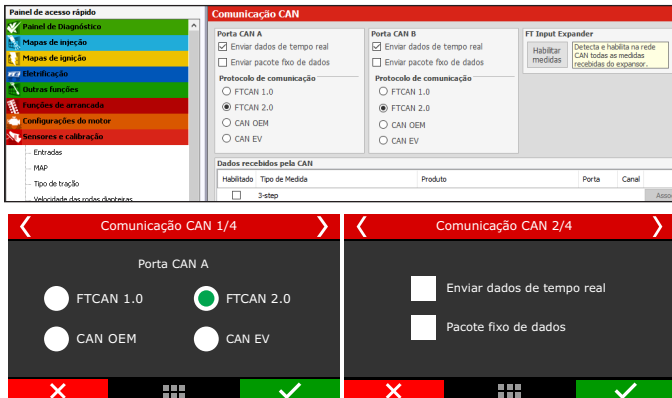 Painel de acesso rápido
Painel de Diagnóstico
Mapas de injeção
Mapas de ignição
Eletrificação
Outras funções
Funções de arrancada
Configurações do motor
Sensores e calibração
Entradas
MAP
Tipo de tração
Velocidade das rodas dianteiras
Comunicação CAN
Porta CAN A
Enviar dados de tempo real
Enviar pacote fixo de dados
Protocolo de comunicação
FTCAN 1.0
FTCAN 2.0
CAN OEM
CAN EV
Porta CAN B
Enviar dados de tempo real
Enviar pacote fixo de dados
Protocolo de comunicação
FTCAN 1.0
FTCAN 2.0
CAN OEM
CAN EV
FT Input Expander
Habilitar
medidas
Detecta e habilita na rede
CAN todas as medidas
recebidas do expansor.
Dados recebidos pela CAN
Habilitado Tipo de Medida Produto Porta Canal
3-step
Asso
Comunicação CAN 1/4
Porta CAN A
FTCAN 1.0 FTCAN 2.0
CAN OEM CAN EV
Comunicação CAN 2/4
Enviar dados de tempo real
Pacote fixo de dados